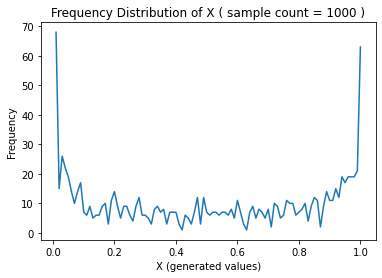 Frequency Distribution of X ( sample count = 1000 )
70
60
50
40
30
20
10
0
Frequency
0.0 0.2 0.4 0.6 0.8 1.0
X (generated values)